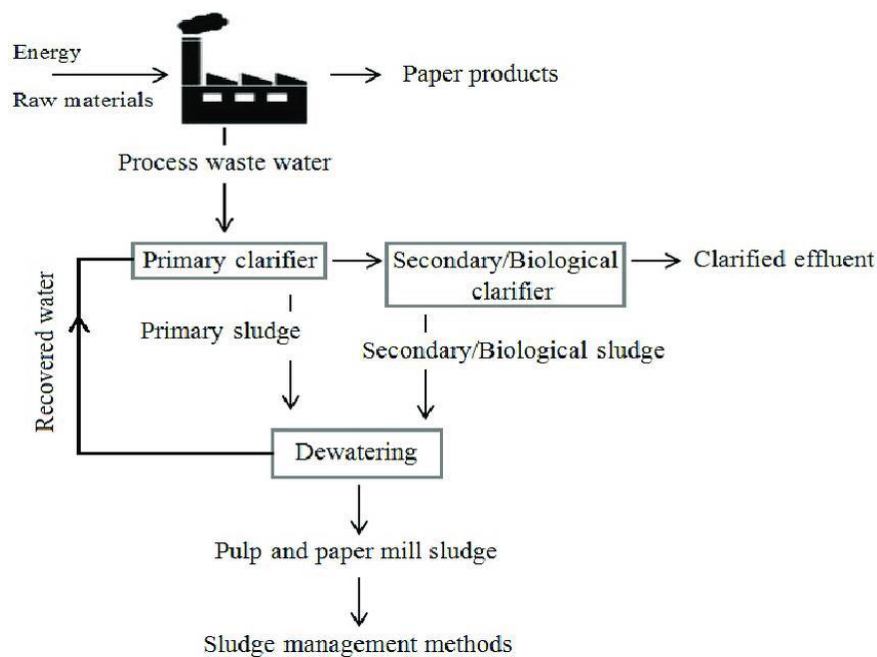 Energy
Raw materials
Paper products
Process waste water
Primary clarifier
Secondary/Biological
clarifier
Clarified effluent
Recovered water
Primary sludge
Secondary/Biological sludge
Dewatering
Pulp and paper mill sludge
Sludge management methods